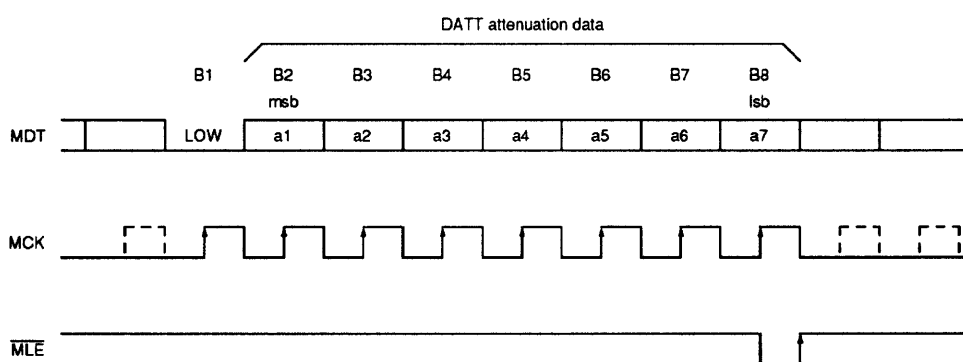 DATT attenuation data
B1 B2 B3 B4 B5 B6 B7 B8
msb lsb
MDT LOW a1 a2 a3 a4 a5 a6 a7
MCK
MLE